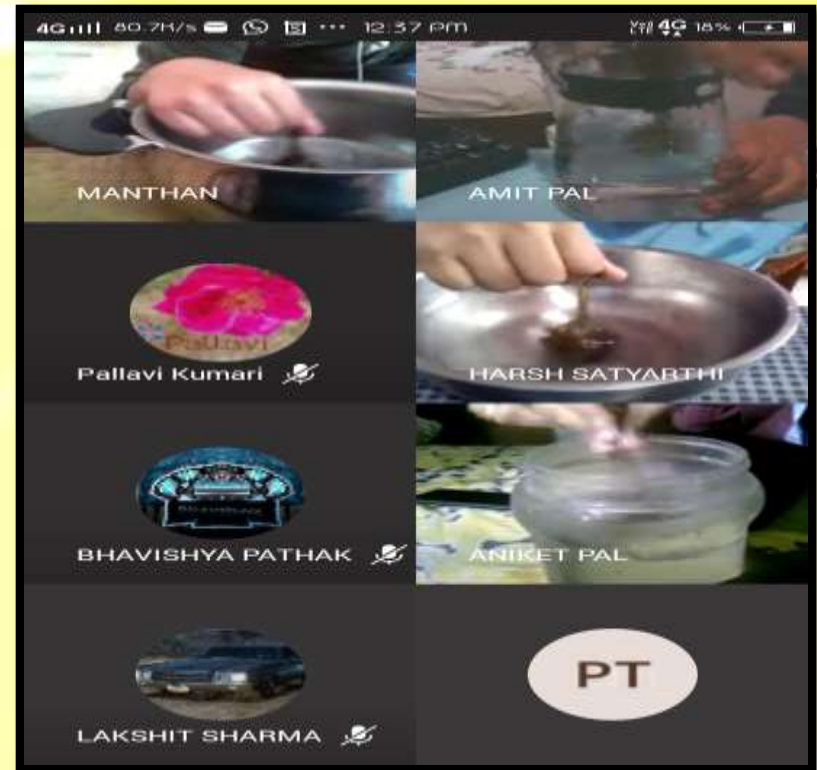 4G 80.7K/s 12:37 PM 4G 18%
MANTHAN
AMIT PAL
Pallavi
Pallavi Kumari
HARSH SATYARTHI
BHAVISHYA PATHAK
ANIKET PAL
LAKSHIT SHARMA
PT